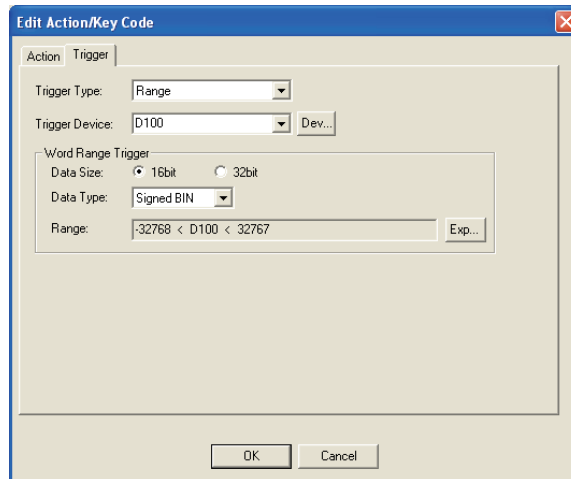 Edit Action/Key Code
Action Trigger
Trigger Type: Range
Trigger Device: D100 Dev...
Word Range Trigger
Data Size: 16bit 32bit
Data Type: Signed BIN
Range: -32768 < D100 < 32767 Exp...
OK Cancel